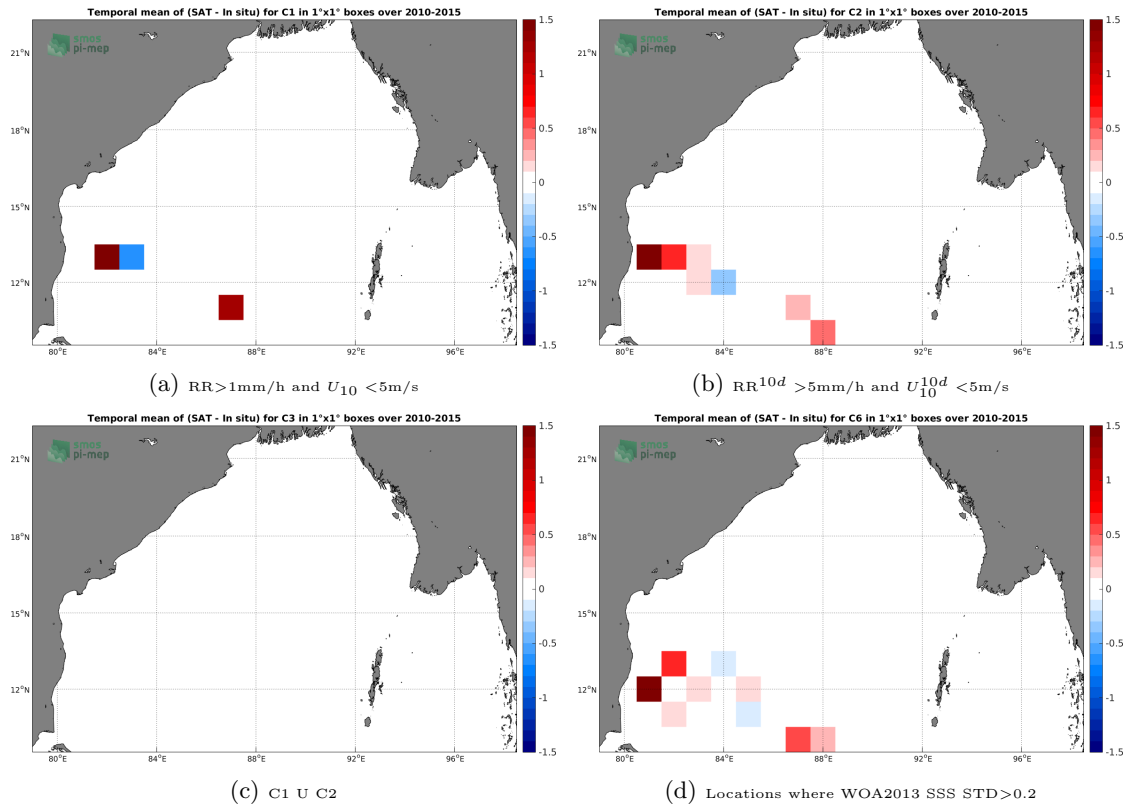 Temporal mean of (SAT - In situ) for C1 in 1°x1° boxes over 2010-2015
smos
pi-mep
21°N
18°N
15°N
12°N
80°E 84°E 88°E 92°E 96°E
1.5
1
0.5
0
-0.5
-1
-1.5
(a) RR>1mm/h and U10 <5m/s
Temporal mean of (SAT - In situ) for C2 in 1°x1° boxes over 2010-2015
smos
pi-mep
21°N
18°N
15°N
12°N
80°E 84°E 88°E 92°E 96°E
1.5
1
0.5
0
-0.5
-1
-1.5
(b) RR^10d >5mm/h and U10^10d <5m/s
Temporal mean of (SAT - In situ) for C3 in 1°x1° boxes over 2010-2015
smos
pi-mep
21°N
18°N
15°N
12°N
80°E 84°E 88°E 92°E 96°E
1.5
1
0.5
0
-0.5
-1
-1.5
(c) C1 U C2
Temporal mean of (SAT - In situ) for C6 in 1°x1° boxes over 2010-2015
smos
pi-mep
21°N
18°N
15°N
12°N
80°E 84°E 88°E 92°E 96°E
1.5
1
0.5
0
-0.5
-1
-1.5
(d) Locations where WOA2013 SSS STD>0.2